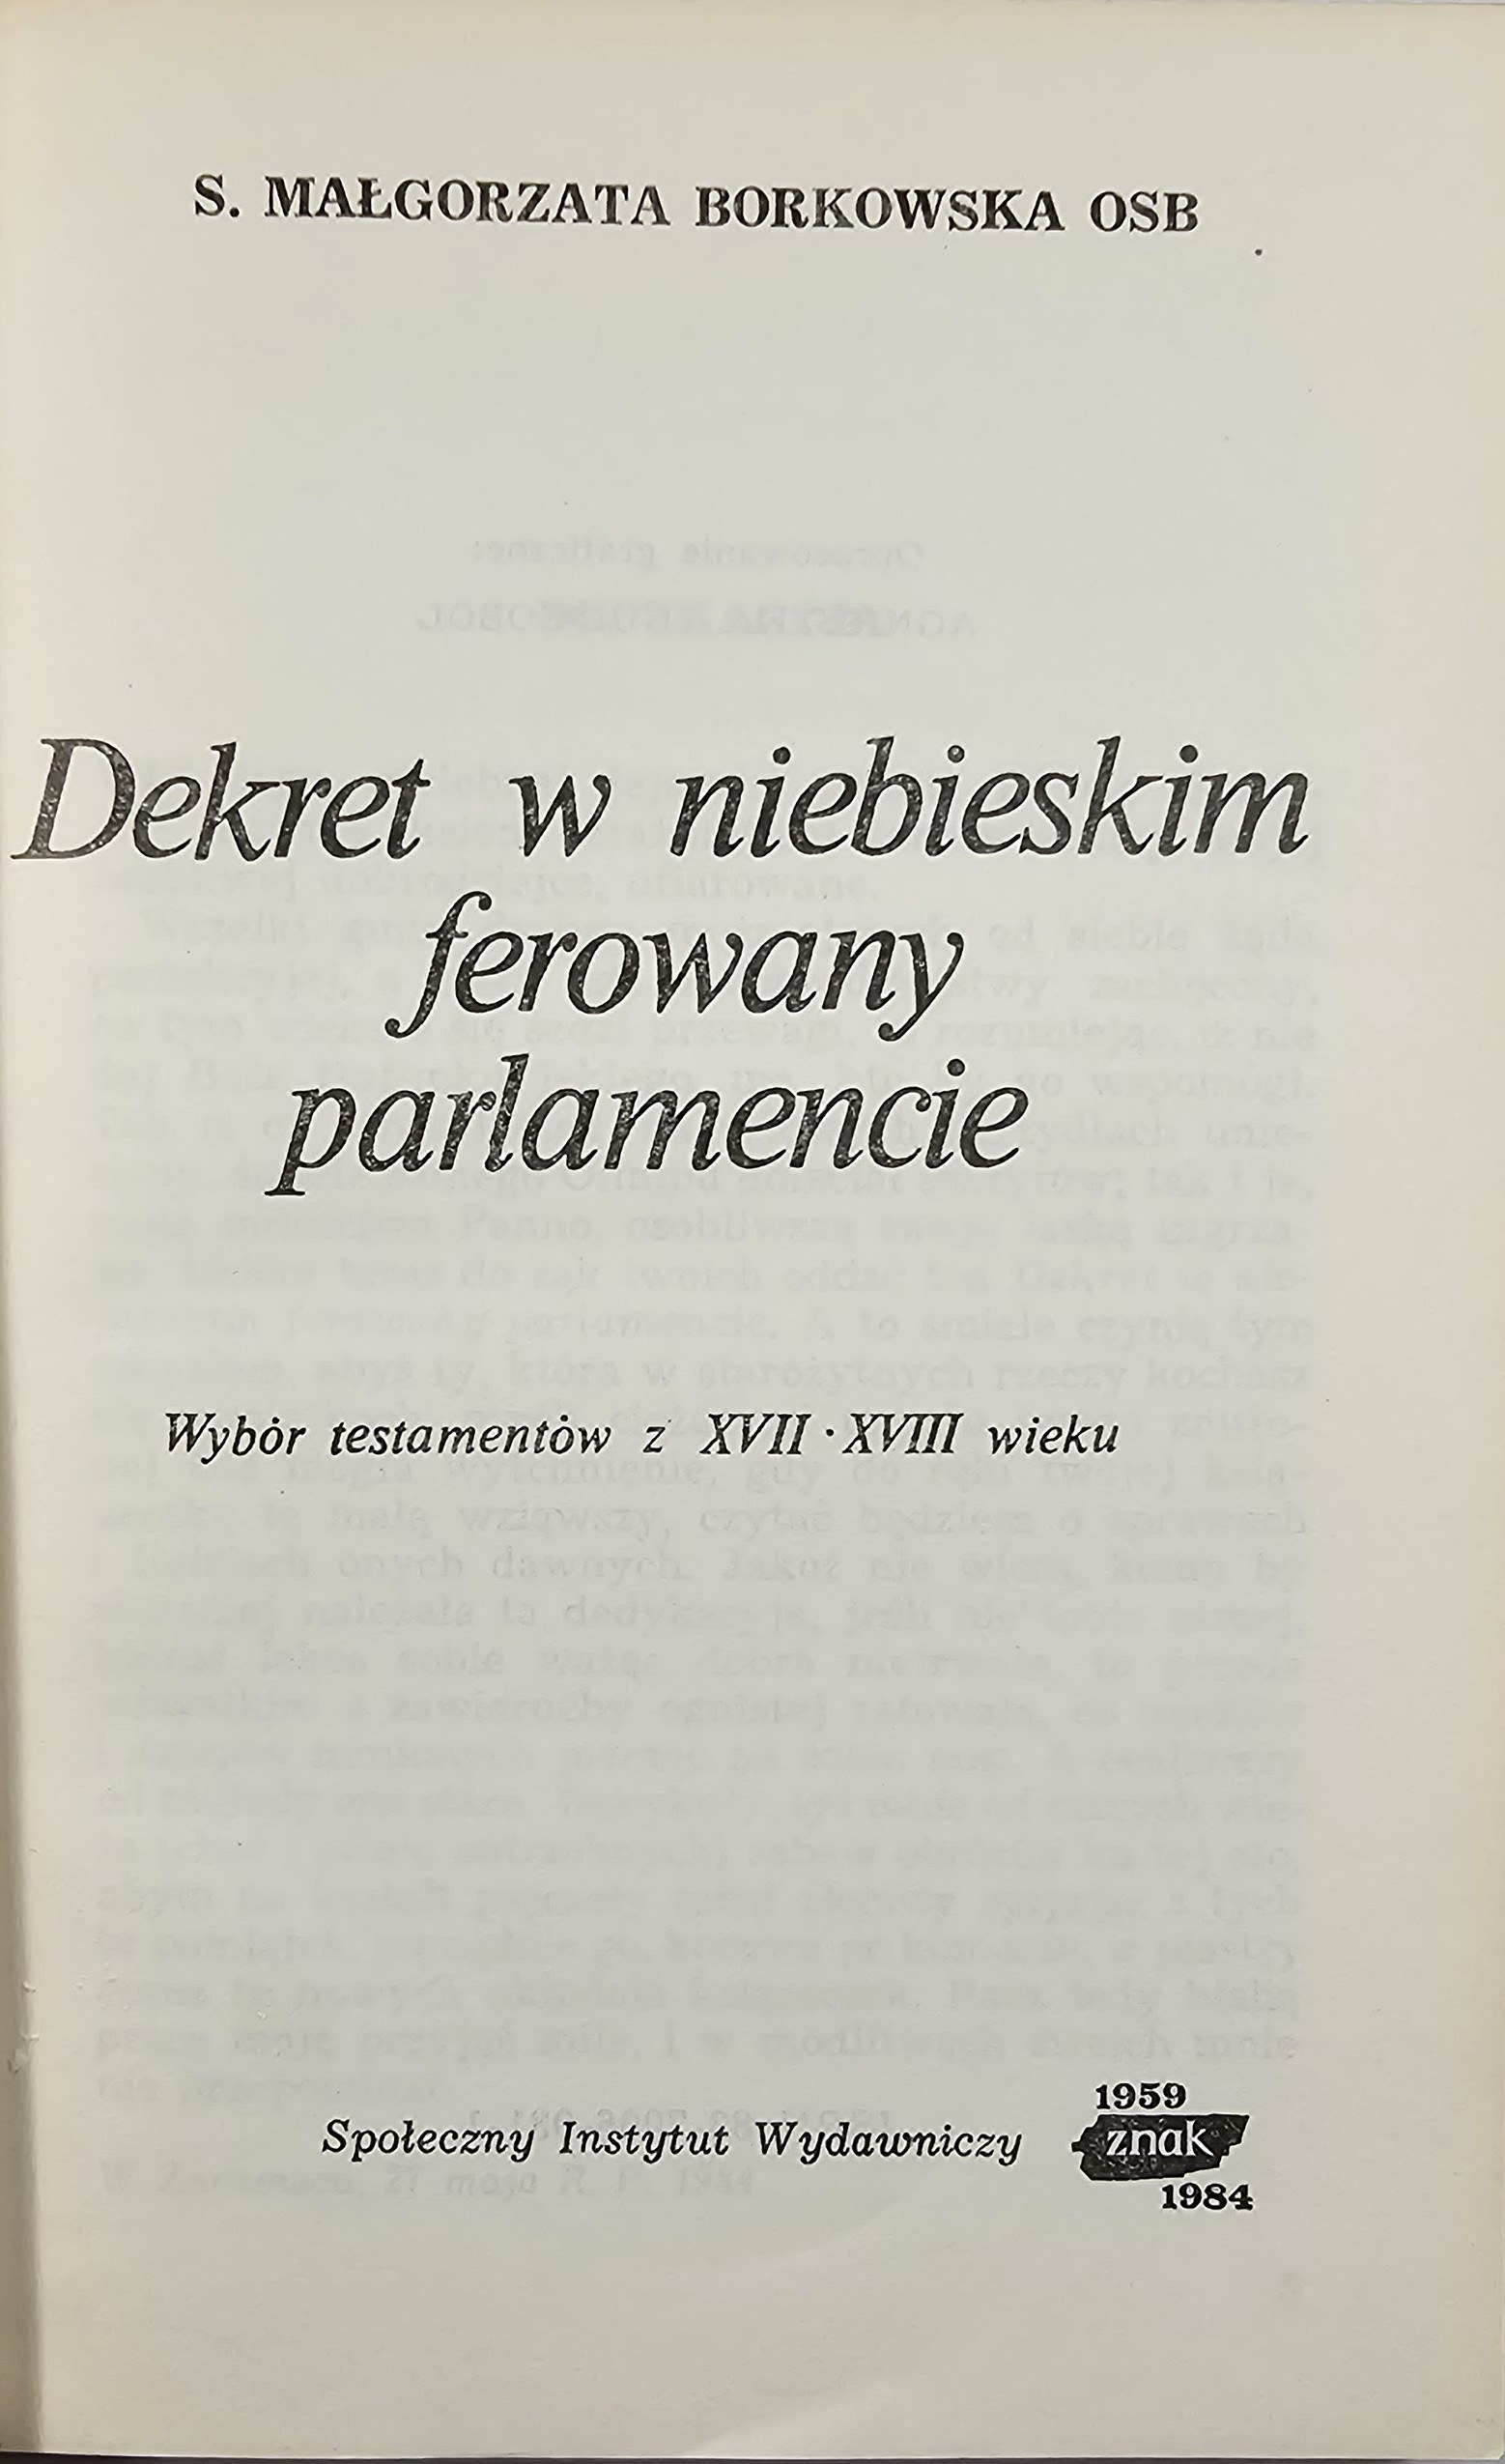 S. MAŁGORZATA BORKOWSKA OSB
Dekret w niebieskim
ferowany
parlamencie
Wybór testamentów z XVII · XVIII wieku
1959
Społeczny Instytut Wydawniczy znak
1984